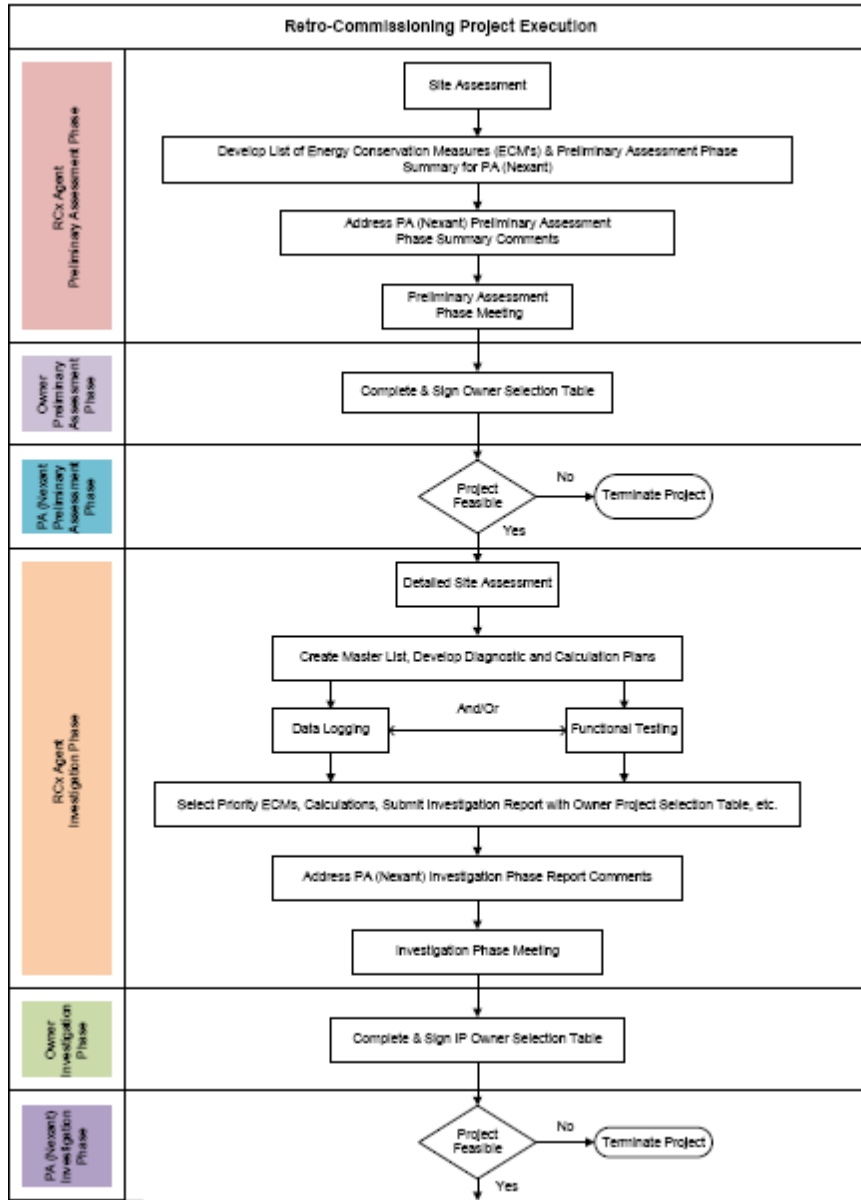 Retro-Commissioning Project Execution
RCx Agent
Preliminary Assessment Phase
Site Assessment
Develop List of Energy Conservation Measures (ECM's) & Preliminary Assessment Phase
Summary for PA (Nexant)
Address PA (Nexant) Preliminary Assessment
Phase Summary Comments
Preliminary Assessment
Phase Meeting
Owner
Preliminary
Assessment
Phase
Complete & Sign Owner Selection Table
PA (Nexant
Preliminary
Assessment
Phase
Project
Feasible
No
Terminate Project
Yes
RCx Agent
Investigation Phase
Detailed Site Assessment
Create Master List, Develop Diagnostic and Calculation Plans
Data Logging
And/Or
Functional Testing
Select Priority ECMs, Calculations, Submit Investigation Report with Owner Project Selection Table, etc.
Address PA (Nexant) Investigation Phase Report Comments
Investigation Phase Meeting
Owner
Investigation
Phase
Complete & Sign IP Owner Selection Table
PA (Nexant)
Investigation
Phase
Project
Feasible
No
Terminate Project
Yes